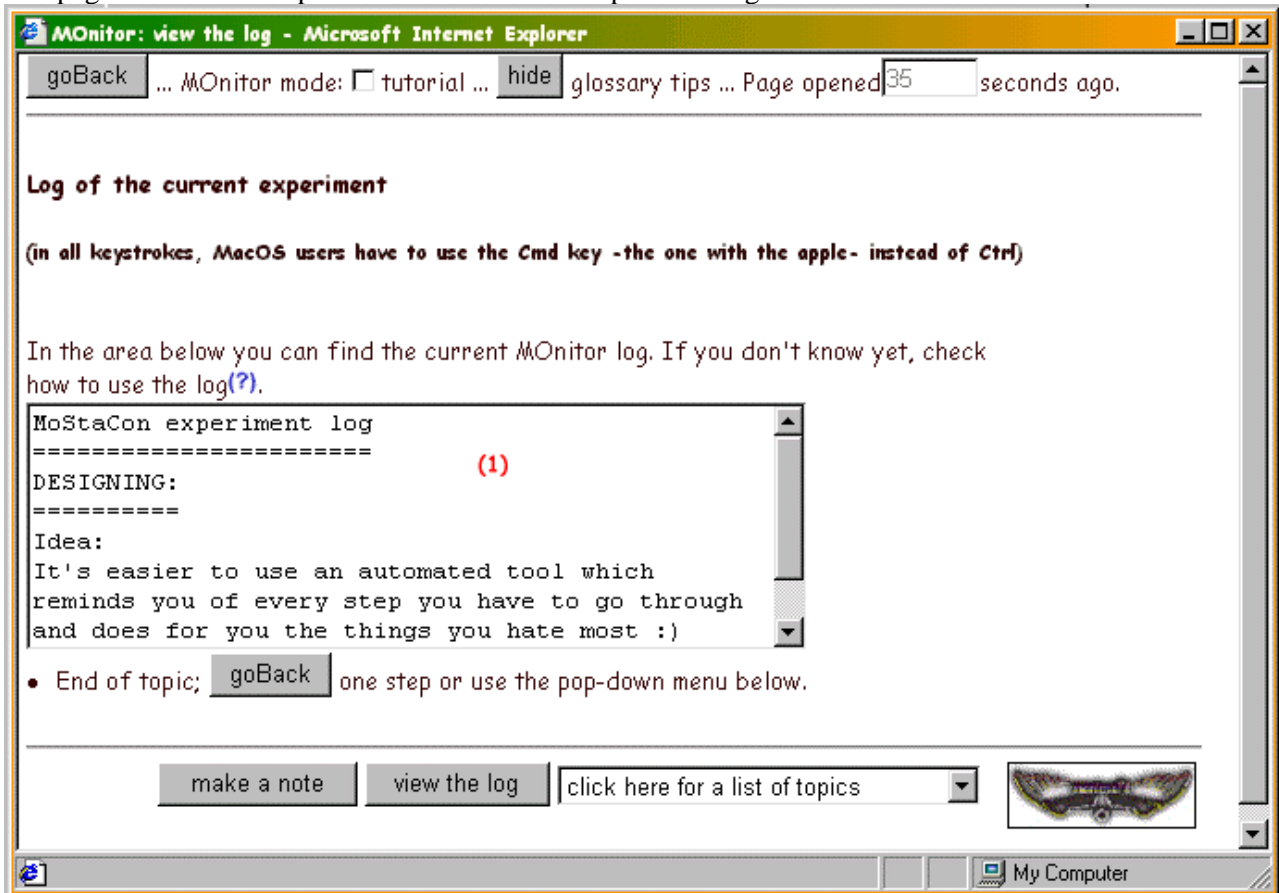 MOnitor: view the log - Microsoft Internet Explorer
goBack ... MOnitor mode: tutorial ... hide glossary tips ... Page opened 35 seconds ago.
Log of the current experiment
(in all keystrokes, MacOS users have to use the Cmd key -the one with the apple- instead of Ctrl)
In the area below you can find the current MOnitor log. If you don't know yet, check
how to use the log(?).
MoStaCon experiment log
=======================
(1)
DESIGNING:
==========
Idea:
It's easier to use an automated tool which
reminds you of every step you have to go through
and does for you the things you hate most :)
• End of topic; goBack one step or use the pop-down menu below.
make a note view the log click here for a list of topics
My Computer